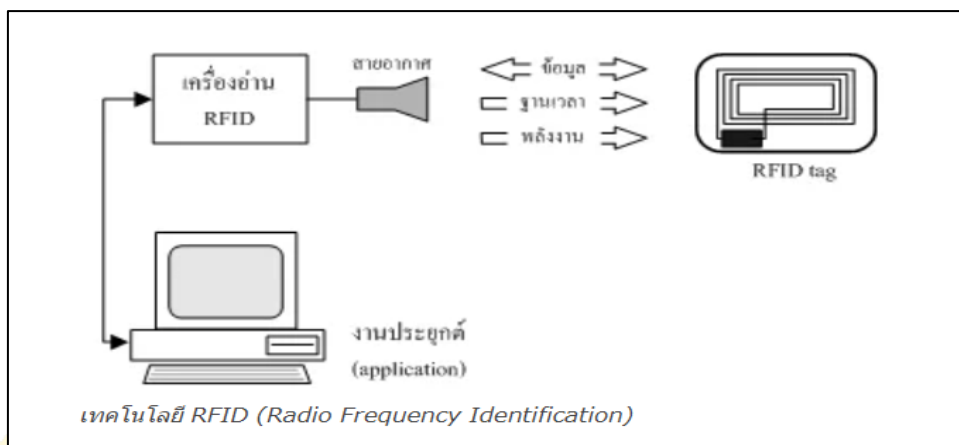 เครื่องอ่าน
RFID
สายอากาศ
ข้อมูล
ฐานเวลา
พลังงาน
RFID tag
งานประยุกต์
(application)
เทคโนโลยี RFID (Radio Frequency Identification)